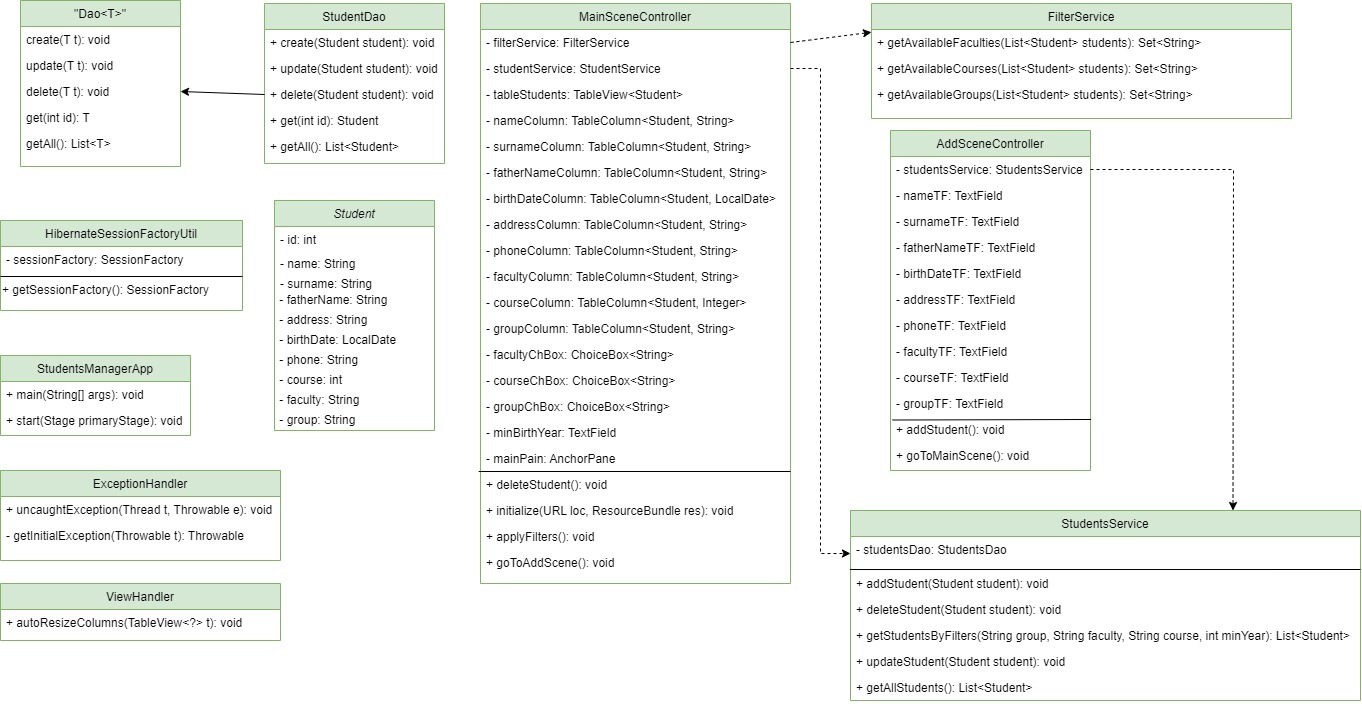 "Dao<T>"
create(T t): void
update(T t): void
delete(T t): void
get(int id): T
getAll(): List<T>
StudentDao
+ create(Student student): void
+ update(Student student): void
+ delete(Student student): void
+ get(int id): Student
+ getAll(): List<Student>
HibernateSessionFactoryUtil
- sessionFactory: SessionFactory
+ getSessionFactory(): SessionFactory
Student
- id: int
- name: String
- surname: String
- fatherName: String
- address: String
- birthDate: LocalDate
- phone: String
- course: int
- faculty: String
- group: String
StudentsManagerApp
+ main(String[] args): void
+ start(Stage primaryStage): void
ExceptionHandler
+ uncaughtException(Thread t, Throwable e): void
- getInitialException(Throwable t): Throwable
ViewHandler
+ autoResizeColumns(TableView<?> t): void
MainSceneController
- filterService: FilterService
- studentService: StudentService
- tableStudents: TableView<Student>
- nameColumn: TableColumn<Student, String>
- surnameColumn: TableColumn<Student, String>
- fatherNameColumn: TableColumn<Student, String>
- birthDateColumn: TableColumn<Student, LocalDate>
- addressColumn: TableColumn<Student, String>
- phoneColumn: TableColumn<Student, String>
- facultyColumn: TableColumn<Student, String>
- courseColumn: TableColumn<Student, Integer>
- groupColumn: TableColumn<Student, String>
- facultyChBox: ChoiceBox<String>
- courseChBox: ChoiceBox<String>
- groupChBox: ChoiceBox<String>
- minBirthYear: TextField
- mainPain: AnchorPane
+ deleteStudent(): void
+ initialize(URL loc, ResourceBundle res): void
+ applyFilters(): void
+ goToAddScene(): void
FilterService
+ getAvailableFaculties(List<Student> students): Set<String>
+ getAvailableCourses(List<Student> students): Set<String>
+ getAvailableGroups(List<Student> students): Set<String>
AddSceneController
- studentsService: StudentsService
- nameTF: TextField
- surnameTF: TextField
- fatherNameTF: TextField
- birthDateTF: TextField
- addressTF: TextField
- phoneTF: TextField
- facultyTF: TextField
- courseTF: TextField
- groupTF: TextField
+ addStudent(): void
+ goToMainScene(): void
StudentsService
- studentsDao: StudentsDao
+ addStudent(Student student): void
+ deleteStudent(Student student): void
+ getStudentsByFilters(String group, String faculty, String course, int minYear): List<Student>
+ updateStudent(Student student): void
+ getAllStudents(): List<Student>